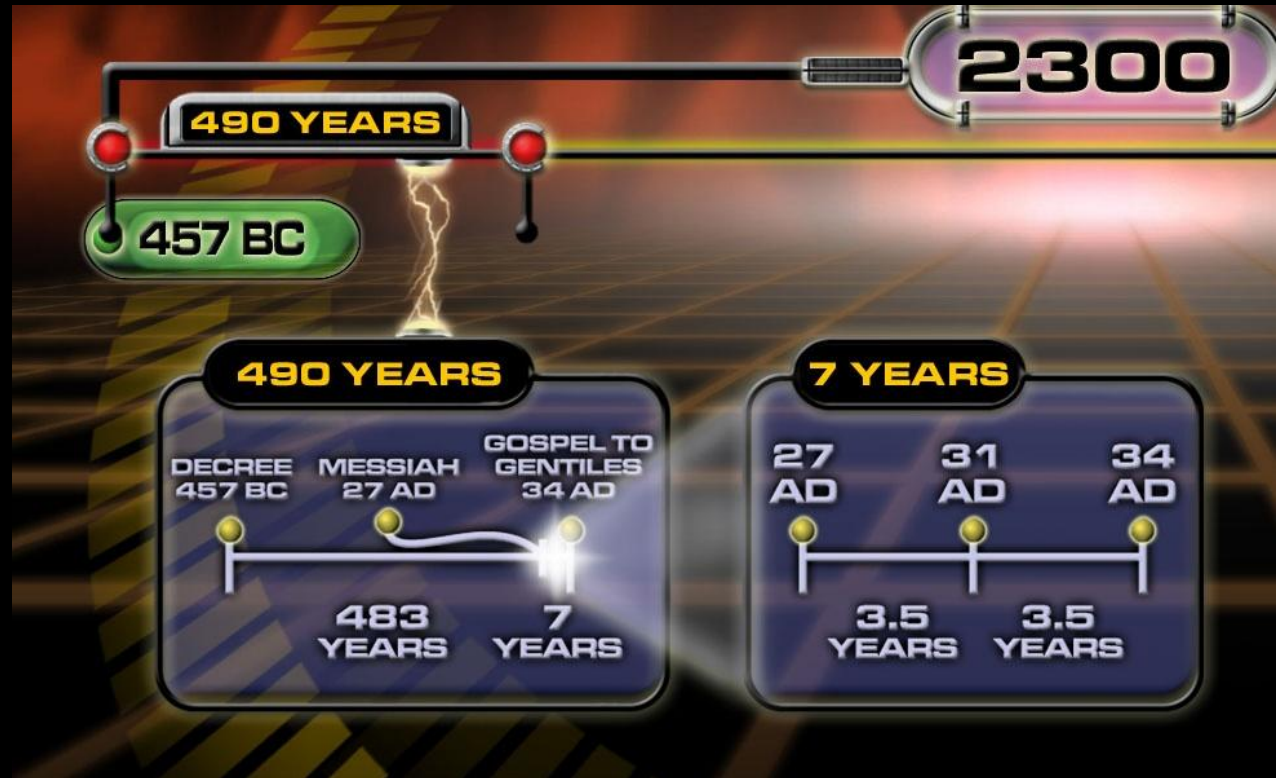 2300
490 YEARS
457 BC
490 YEARS
DECREE
457 BC
MESSIAH
27 AD
GOSPEL TO
GENTILES
34 AD
483
YEARS
7
YEARS
7 YEARS
27
AD
31
AD
34
AD
3.5
YEARS
3.5
YEARS